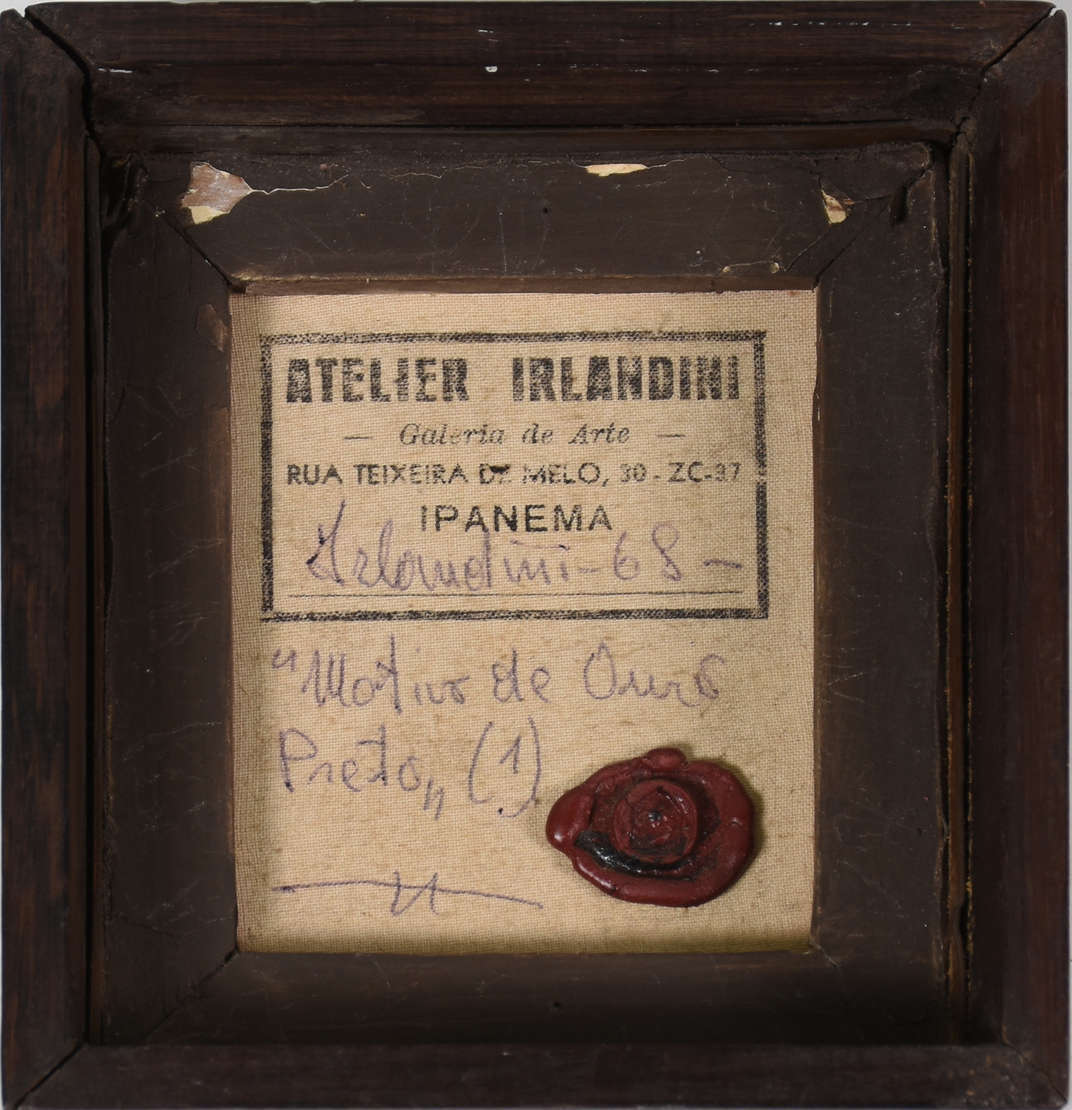 ATELIER IRLANDINI
— Galeria de Arte —
RUA TEIXEIRA DE MELO, 30 - ZC-37
IPANEMA
Irlandini - 68 -
"Motivo de Ouro
Preto„ (1)